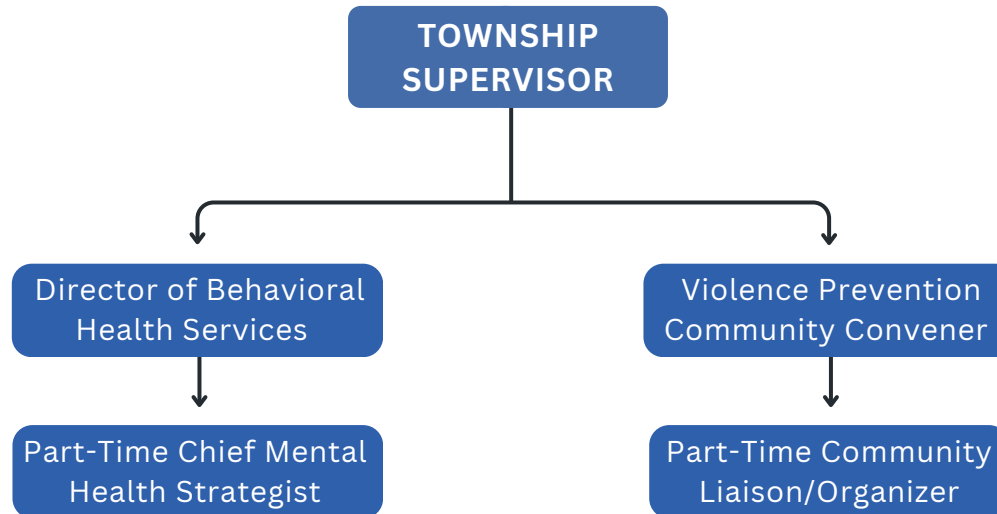 TOWNSHIP
SUPERVISOR
Director of Behavioral
Health Services
Violence Prevention
Community Convener
Part-Time Chief Mental
Health Strategist
Part-Time Community
Liaison/Organizer